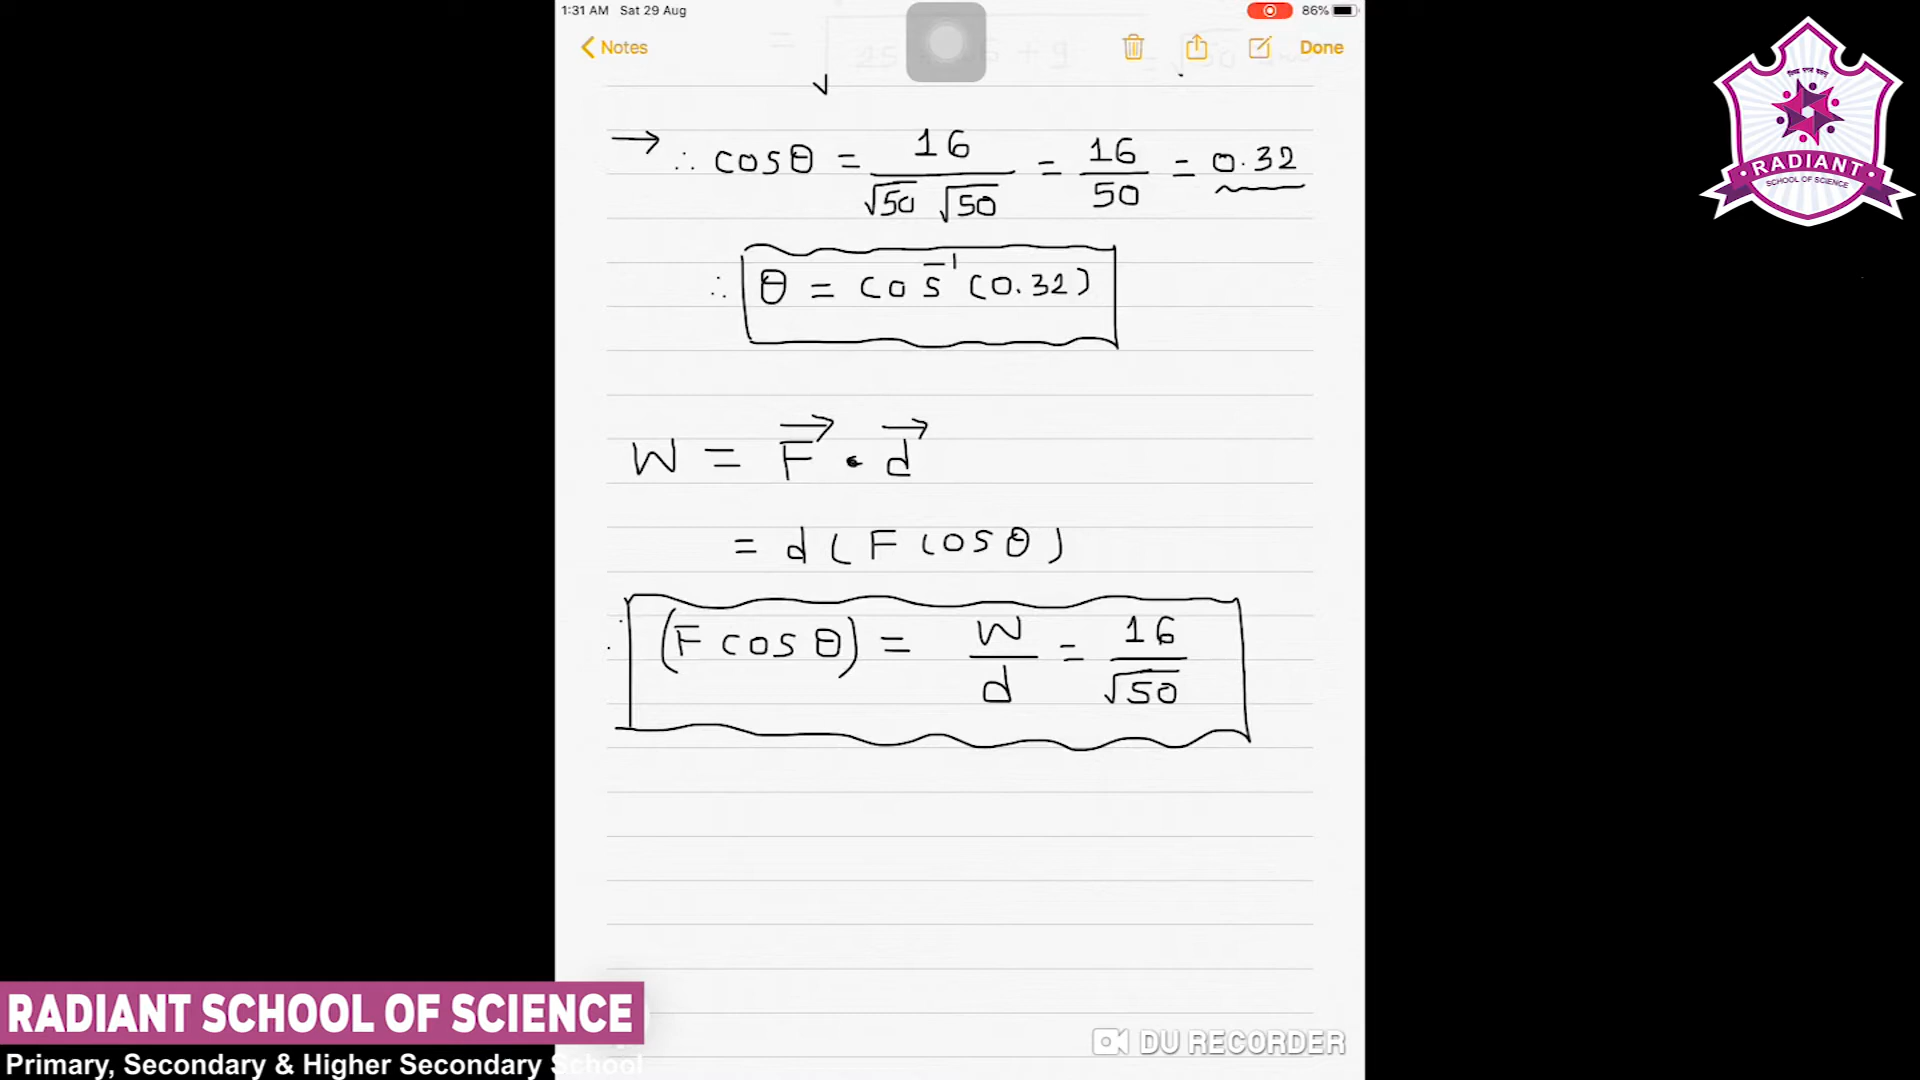 1:31 AM Sat 29 Aug 86%
Notes Done
∴ cosθ = 16 / √50 √50 = 16 / 50 = 0.32
∴ θ = cos⁻¹ (0.32)
W = F⃗ · d⃗
= d ( F cos θ )
∴ (F cos θ) = W / d = 16 / √50
RADIANT
SCHOOL OF SCIENCE
RADIANT SCHOOL OF SCIENCE
Primary, Secondary & Higher Secondary School
DU RECORDER